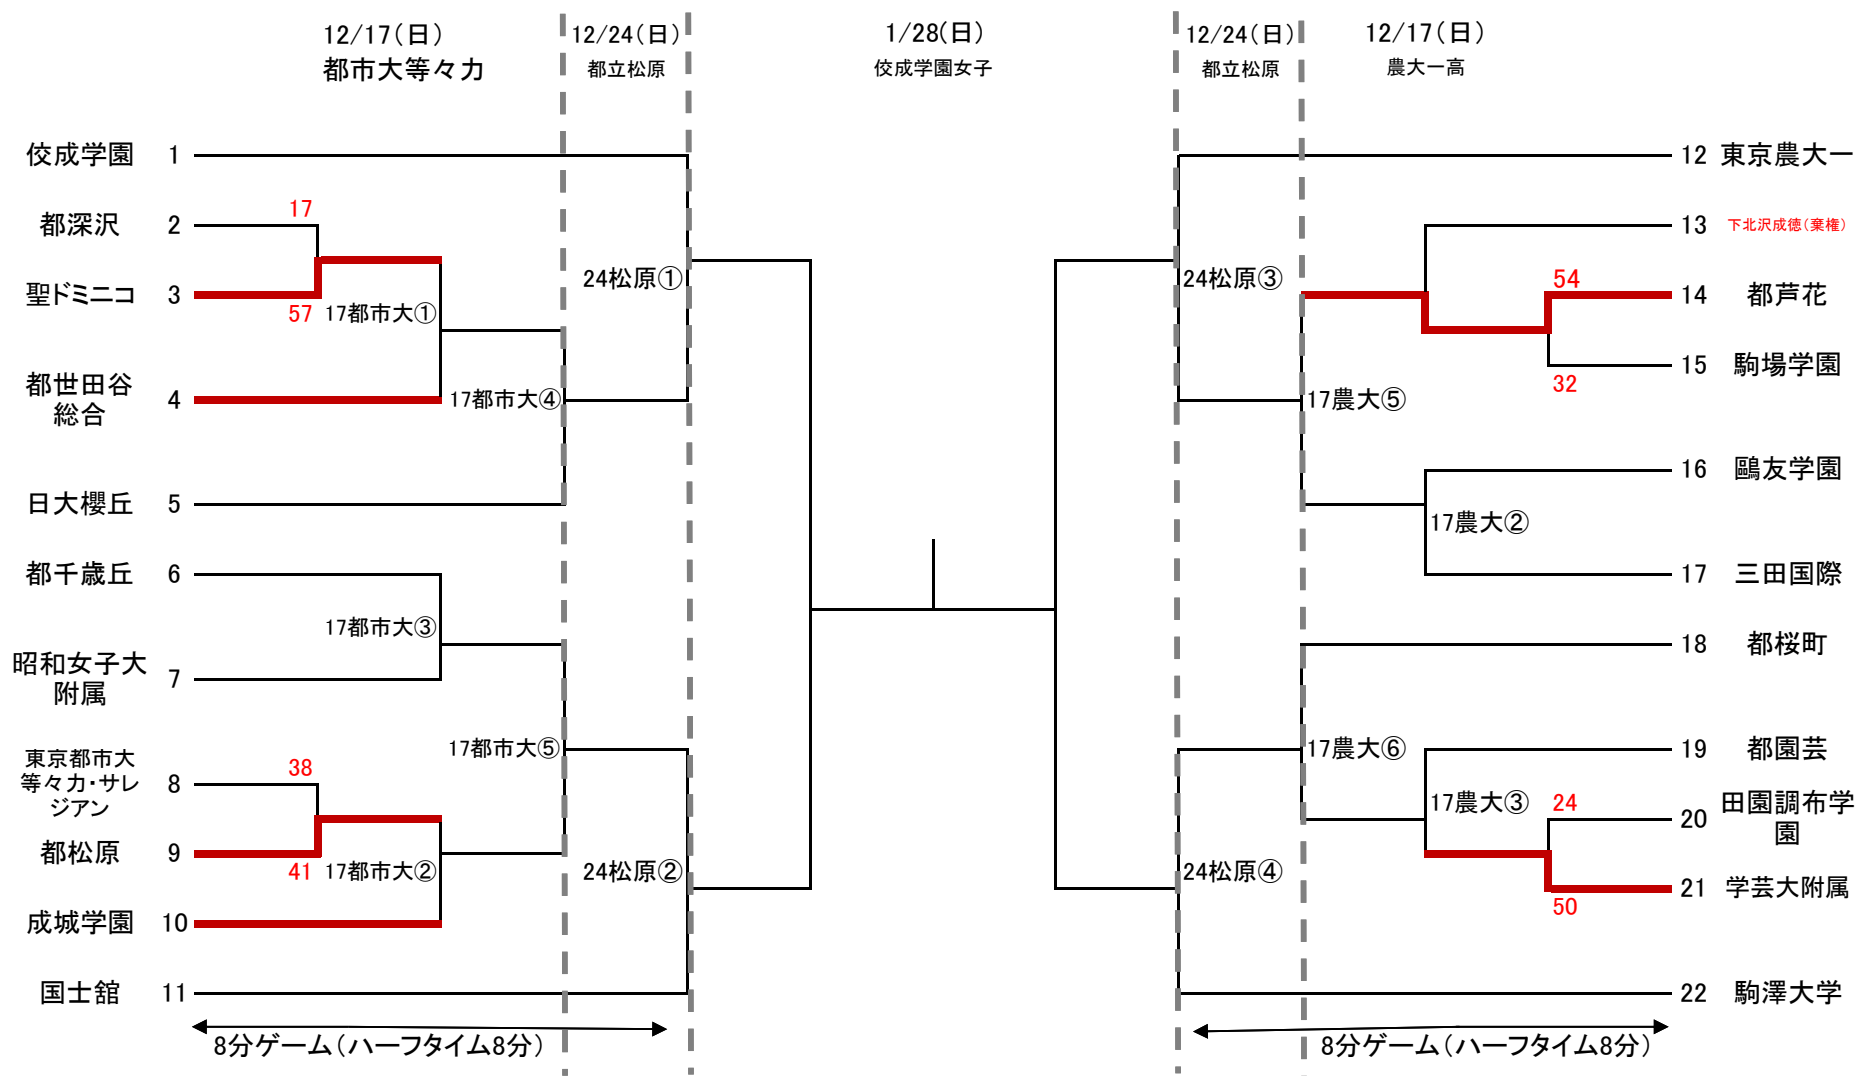 12/17(日)
都市大等々力
12/24(日)
都立松原
1/28(日)
佼成学園女子
12/24(日)
都立松原
12/17(日)
農大一高
佼成学園 1
都深沢 2
17
聖ドミニコ 3
57
17都市大①
都世田谷
総合 4
17都市大④
24松原①
日大櫻丘 5
都千歳丘 6
17都市大③
昭和女子大
附属 7
東京都市大
等々力・サレ
ジアン 8
38
17都市大⑤
都松原 9
41
17都市大②
24松原②
成城学園 10
国士舘 11
8分ゲーム(ハーフタイム8分)
12 東京農大一
13 下北沢成徳(棄権)
24松原③
54
14 都芦花
15 駒場学園
32
17農大⑤
16 鷗友学園
17農大②
17 三田国際
18 都桜町
17農大⑥
19 都園芸
17農大③
24
20 田園調布学
園
24松原④
21 学芸大附属
50
22 駒澤大学
8分ゲーム(ハーフタイム8分)